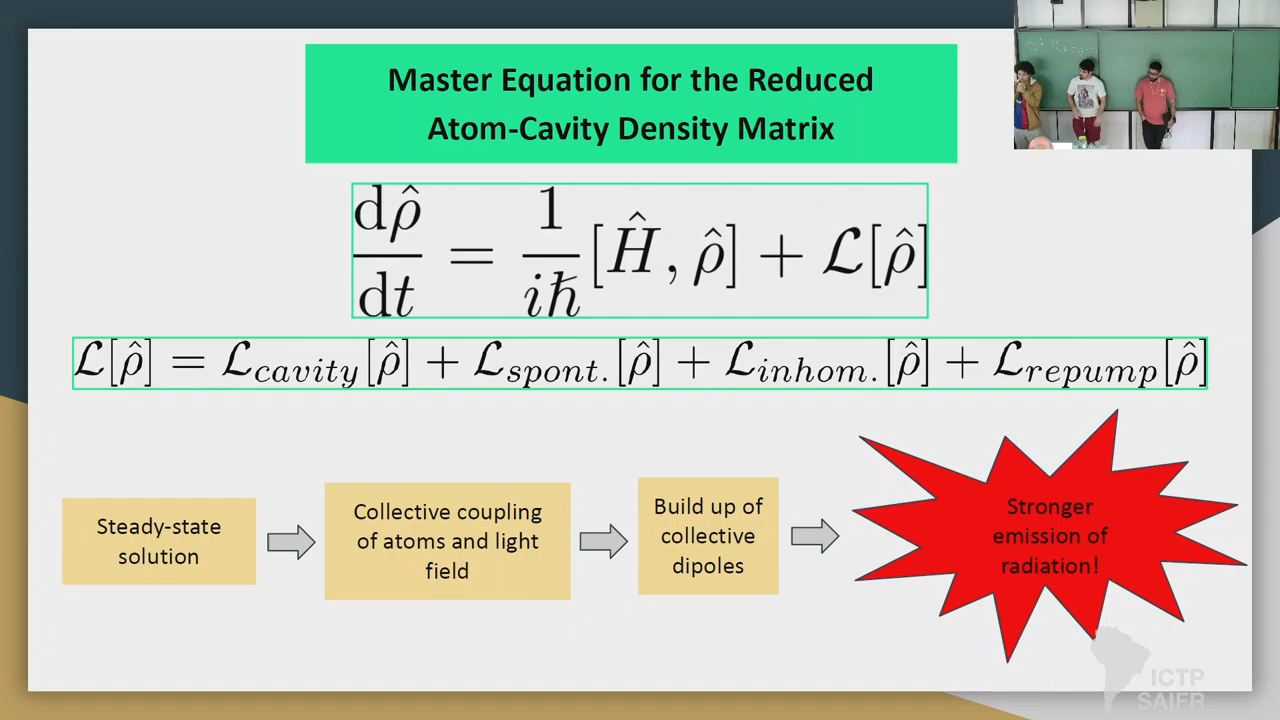 Master Equation for the Reduced
Atom-Cavity Density Matrix
dρ̂/dt = 1/iħ [Ĥ, ρ̂] + ℒ[ρ̂]
ℒ[ρ̂] = ℒ_cavity[ρ̂] + ℒ_spont.[ρ̂] + ℒ_inhom.[ρ̂] + ℒ_repump[ρ̂]
Steady-state
solution
Collective coupling
of atoms and light
field
Build up of
collective
dipoles
Stronger
emission of
radiation!
ICTP
SAIFR